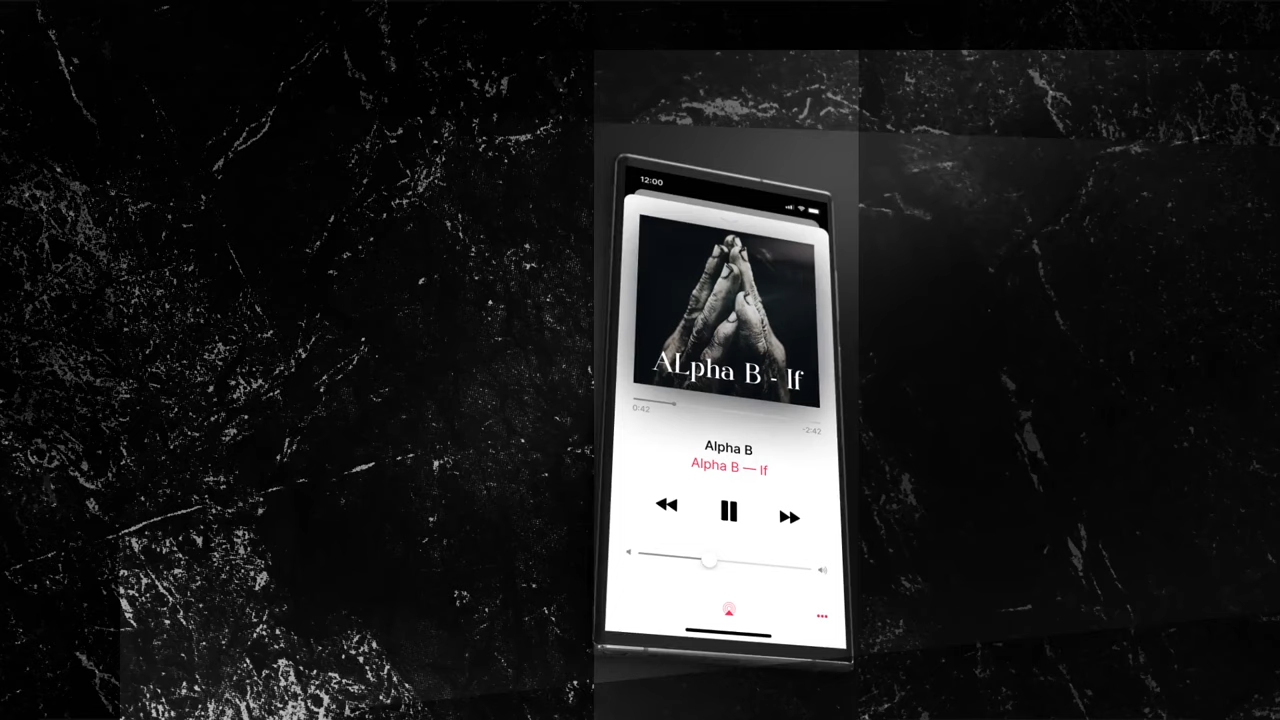 12:00
ALpha B - If
0:42
-2:42
Alpha B
Alpha B — If